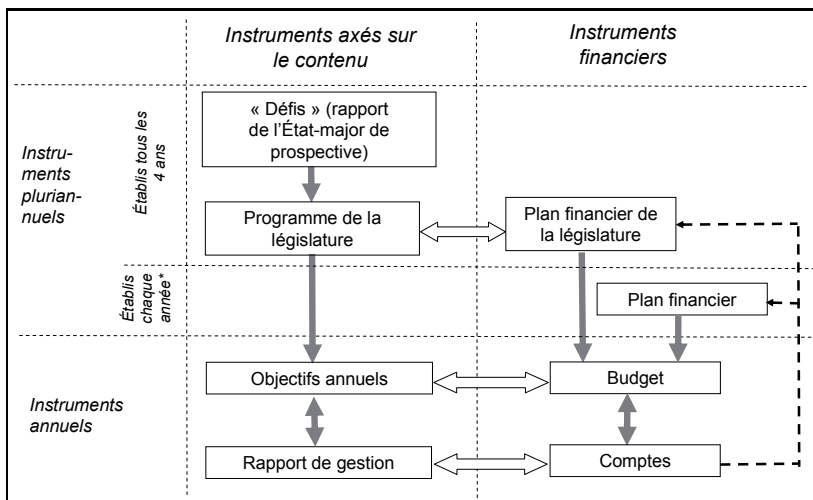 Instruments axés sur
le contenu
Instruments
financiers
Instru-
ments
plurian-
nuels
Établis tous les
4 ans
« Défis » (rapport
de l’État-major de
prospective)
Programme de la
législature
Plan financier de
la législature
Établis
chaque
année*
Plan financier
Instruments
annuels
Objectifs annuels
Budget
Rapport de gestion
Comptes